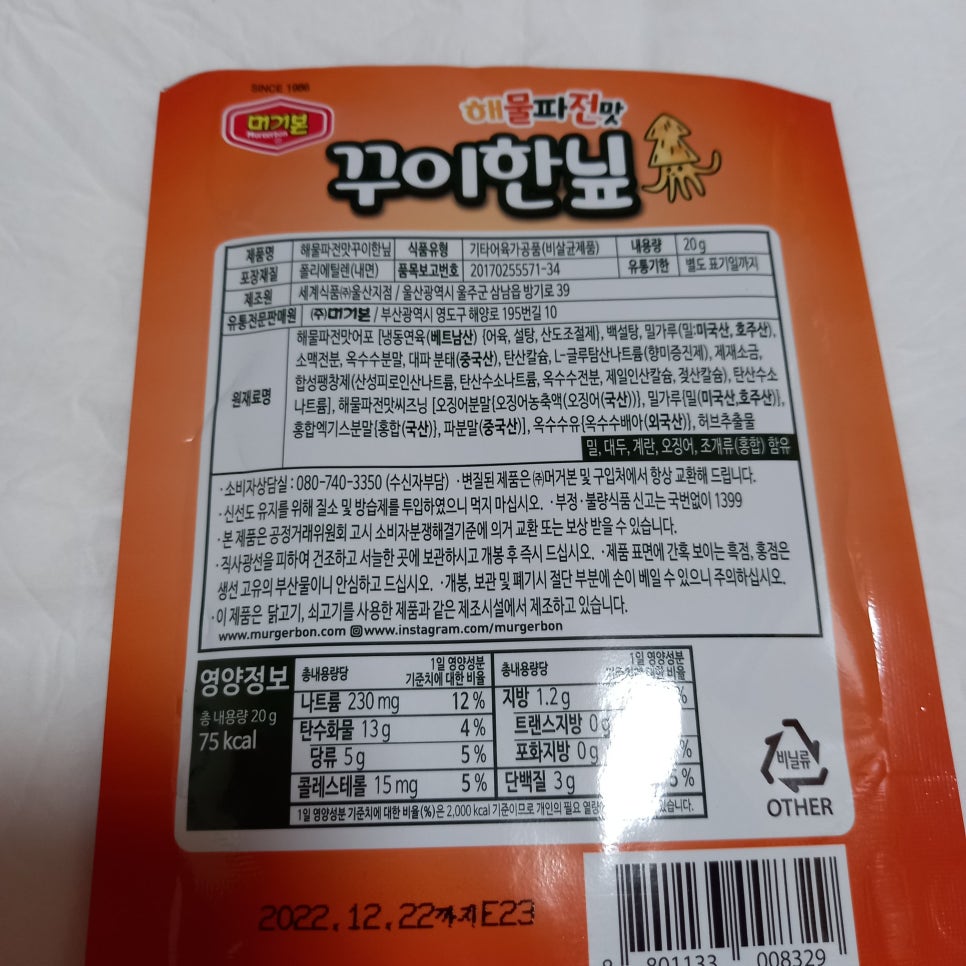 SINCE 1986
머거본
Murgerbon
해물파전맛
꾸이한닢
제품명 해물파전맛꾸이한닢 식품유형 기타어육가공품(비살균제품) 내용량 20 g
포장재질 폴리에틸렌(내면) 품목보고번호 20170255571-34 유통기한 별도 표기일까지
제조원 세계식품㈜울산지점 / 울산광역시 울주군 삼남읍 방기로 39
유통전문판매원 (주)머거본 / 부산광역시 영도구 해양로 195번길 10
원재료명
해물파전맛어포 [냉동연육(베트남산) {어육, 설탕, 산도조절제}, 백설탕, 밀가루{밀:미국산, 호주산},
소맥전분, 옥수수분말, 대파 분태(중국산), 탄산칼슘, L-글루탐산나트륨(향미증진제), 제재소금,
합성팽창제(산성피로인산나트륨, 탄산수소나트륨, 옥수수전분, 제일인산칼슘, 젖산칼슘), 탄산수소
나트륨], 해물파전맛씨즈닝 [오징어분말{오징어농축액(오징어(국산))}, 밀가루{밀(미국산,호주산)},
홍합엑기스분말{홍합(국산)}, 파분말(중국산)], 옥수수유{옥수수배아(외국산)}, 허브추출물
밀, 대두, 계란, 오징어, 조개류(홍합) 함유
·소비자상담실 : 080-740-3350 (수신자부담) ·변질된 제품은 ㈜머거본 및 구입처에서 항상 교환해 드립니다.
·신선도 유지를 위해 질소 및 방습제를 투입하였으니 먹지 마십시오. ·부정·불량식품 신고는 국번없이 1399
·본 제품은 공정거래위원회 고시 소비자분쟁해결기준에 의거 교환 또는 보상 받을 수 있습니다.
·직사광선을 피하여 건조하고 서늘한 곳에 보관하시고 개봉 후 즉시 드십시오. ·제품 표면에 간혹 보이는 흑점, 홍점은
생선 고유의 부산물이니 안심하고 드십시오. ·개봉, 보관 및 폐기시 절단 부분에 손이 베일 수 있으니 주의하십시오.
·이 제품은 닭고기, 쇠고기를 사용한 제품과 같은 제조시설에서 제조하고 있습니다.
www.murgerbon.com www.instagram.com/murgerbon
영양정보
총 내용량 20 g
75 kcal
총내용량당 1일 영양성분 기준치에 대한 비율
나트륨 230 mg 12 %
탄수화물 13 g 4 %
당류 5 g 5 %
콜레스테롤 15 mg 5 %
총내용량당 1일 영양성분 비율
지방 1.2 g %
트랜스지방 0 g
포화지방 0 g %
단백질 3 g 5 %
1일 영양성분 기준치에 대한 비율(%)은 2,000 kcal 기준이므로 개인의 필요
비닐류
OTHER
2022.12.22까지E23
801133 008329